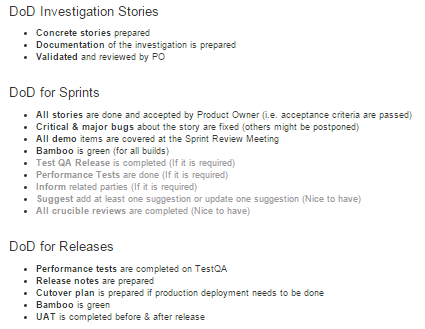 DoD Investigation Stories
Concrete stories prepared
Documentation of the investigation is prepared
Validated and reviewed by PO
DoD for Sprints
All stories are done and accepted by Product Owner (i.e. acceptance criteria are passed)
Critical & major bugs about the story are fixed (others might be postponed)
All demo items are covered at the Sprint Review Meeting
Bamboo is green (for all builds)
Test QA Release is completed (If it is required)
Performance Tests are done (If it is required)
Inform related parties (If it is required)
Suggest add at least one suggestion or update one suggestion (Nice to have)
All crucible reviews are completed (Nice to have)
DoD for Releases
Performance tests are completed on TestQA
Release notes are prepared
Cutover plan is prepared if production deployment needs to be done
Bamboo is green
UAT is completed before & after release